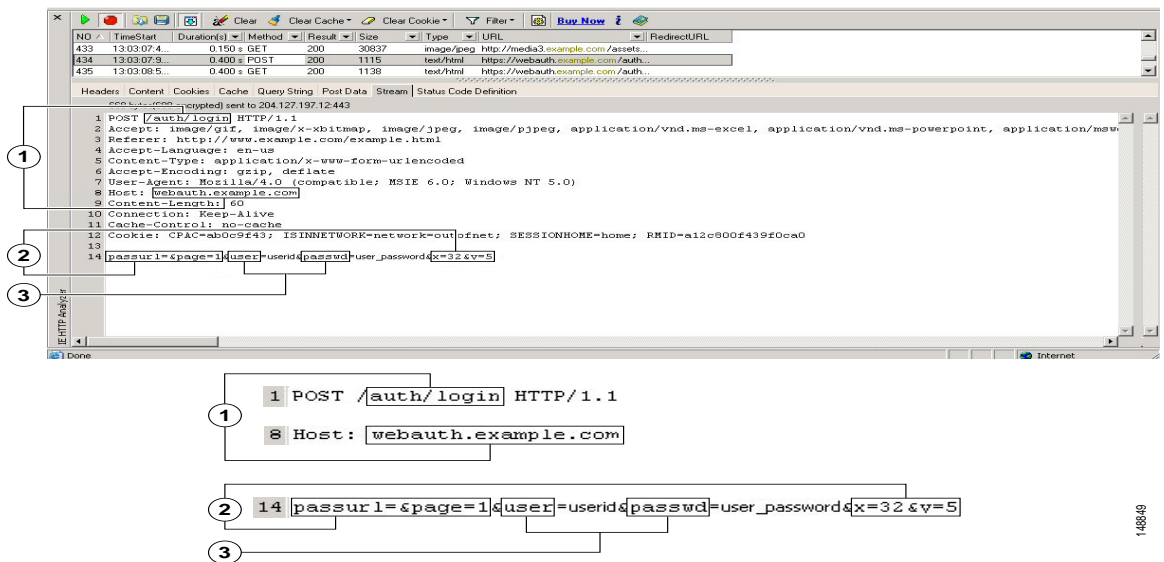 Clear Clear Cache Clear Cookie Filter Buy Now
NO TimeStart Duration(s) Method Result Size Type URL RedirectURL
433 13:03:07:4... 0.150 s GET 200 30837 image/jpeg http://media3.example.com/assets...
434 13:03:07:9... 0.400 s POST 200 1115 text/html https://webauth.example.com/auth...
435 13:03:08:5... 0.400 s GET 200 1138 text/html https://webauth.example.com/auth...
Headers Content Cookies Cache Query String Post Data Stream Status Code Definition
encrypted) sent to 204.127.197.12:443
1 POST /auth/login HTTP/1.1
2 Accept: image/gif, image/x-xbitmap, image/jpeg, image/pjpeg, application/vnd.ms-excel, application/vnd.ms-powerpoint, application/msw
3 Referer: http://www.example.com/example.html
4 Accept-Language: en-us
5 Content-Type: application/x-www-form-urlencoded
6 Accept-Encoding: gzip, deflate
7 User-Agent: Mozilla/4.0 (compatible; MSIE 6.0; Windows NT 5.0)
8 Host: webauth.example.com
9 Content-Length: 60
10 Connection: Keep-Alive
11 Cache-Control: no-cache
12 Cookie: CPAC=ab0c9f43; ISINNETWORK=network=outofnet; SESSIONHOME=home; RMID=a12c800f439f0ca0
13
14 passurl=&page=1&user=userid&passwd=user_password&x=32&y=5
1
2
3
IE HTTP Analyzer
Done Internet
1 POST /auth/login HTTP/1.1
1
8 Host: webauth.example.com
2 14 passurl=&page=1&user=userid&passwd=user_password&x=32&y=5
3
148849